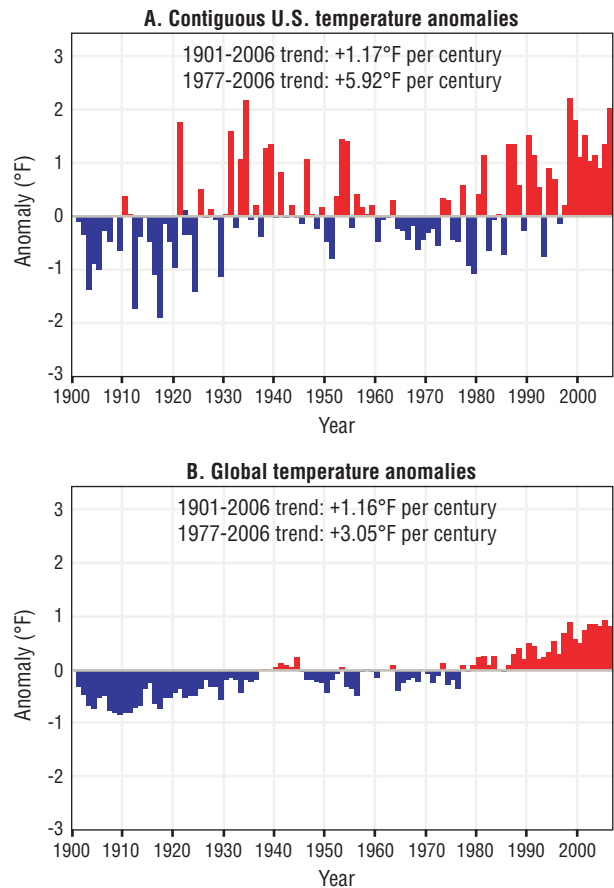 A. Contiguous U.S. temperature anomalies
1901-2006 trend: +1.17°F per century
1977-2006 trend: +5.92°F per century
Anomaly (°F)
3
2
1
0
-1
-2
-3
1900 1910 1920 1930 1940 1950 1960 1970 1980 1990 2000
Year
B. Global temperature anomalies
1901-2006 trend: +1.16°F per century
1977-2006 trend: +3.05°F per century
Anomaly (°F)
3
2
1
0
-1
-2
-3
1900 1910 1920 1930 1940 1950 1960 1970 1980 1990 2000
Year